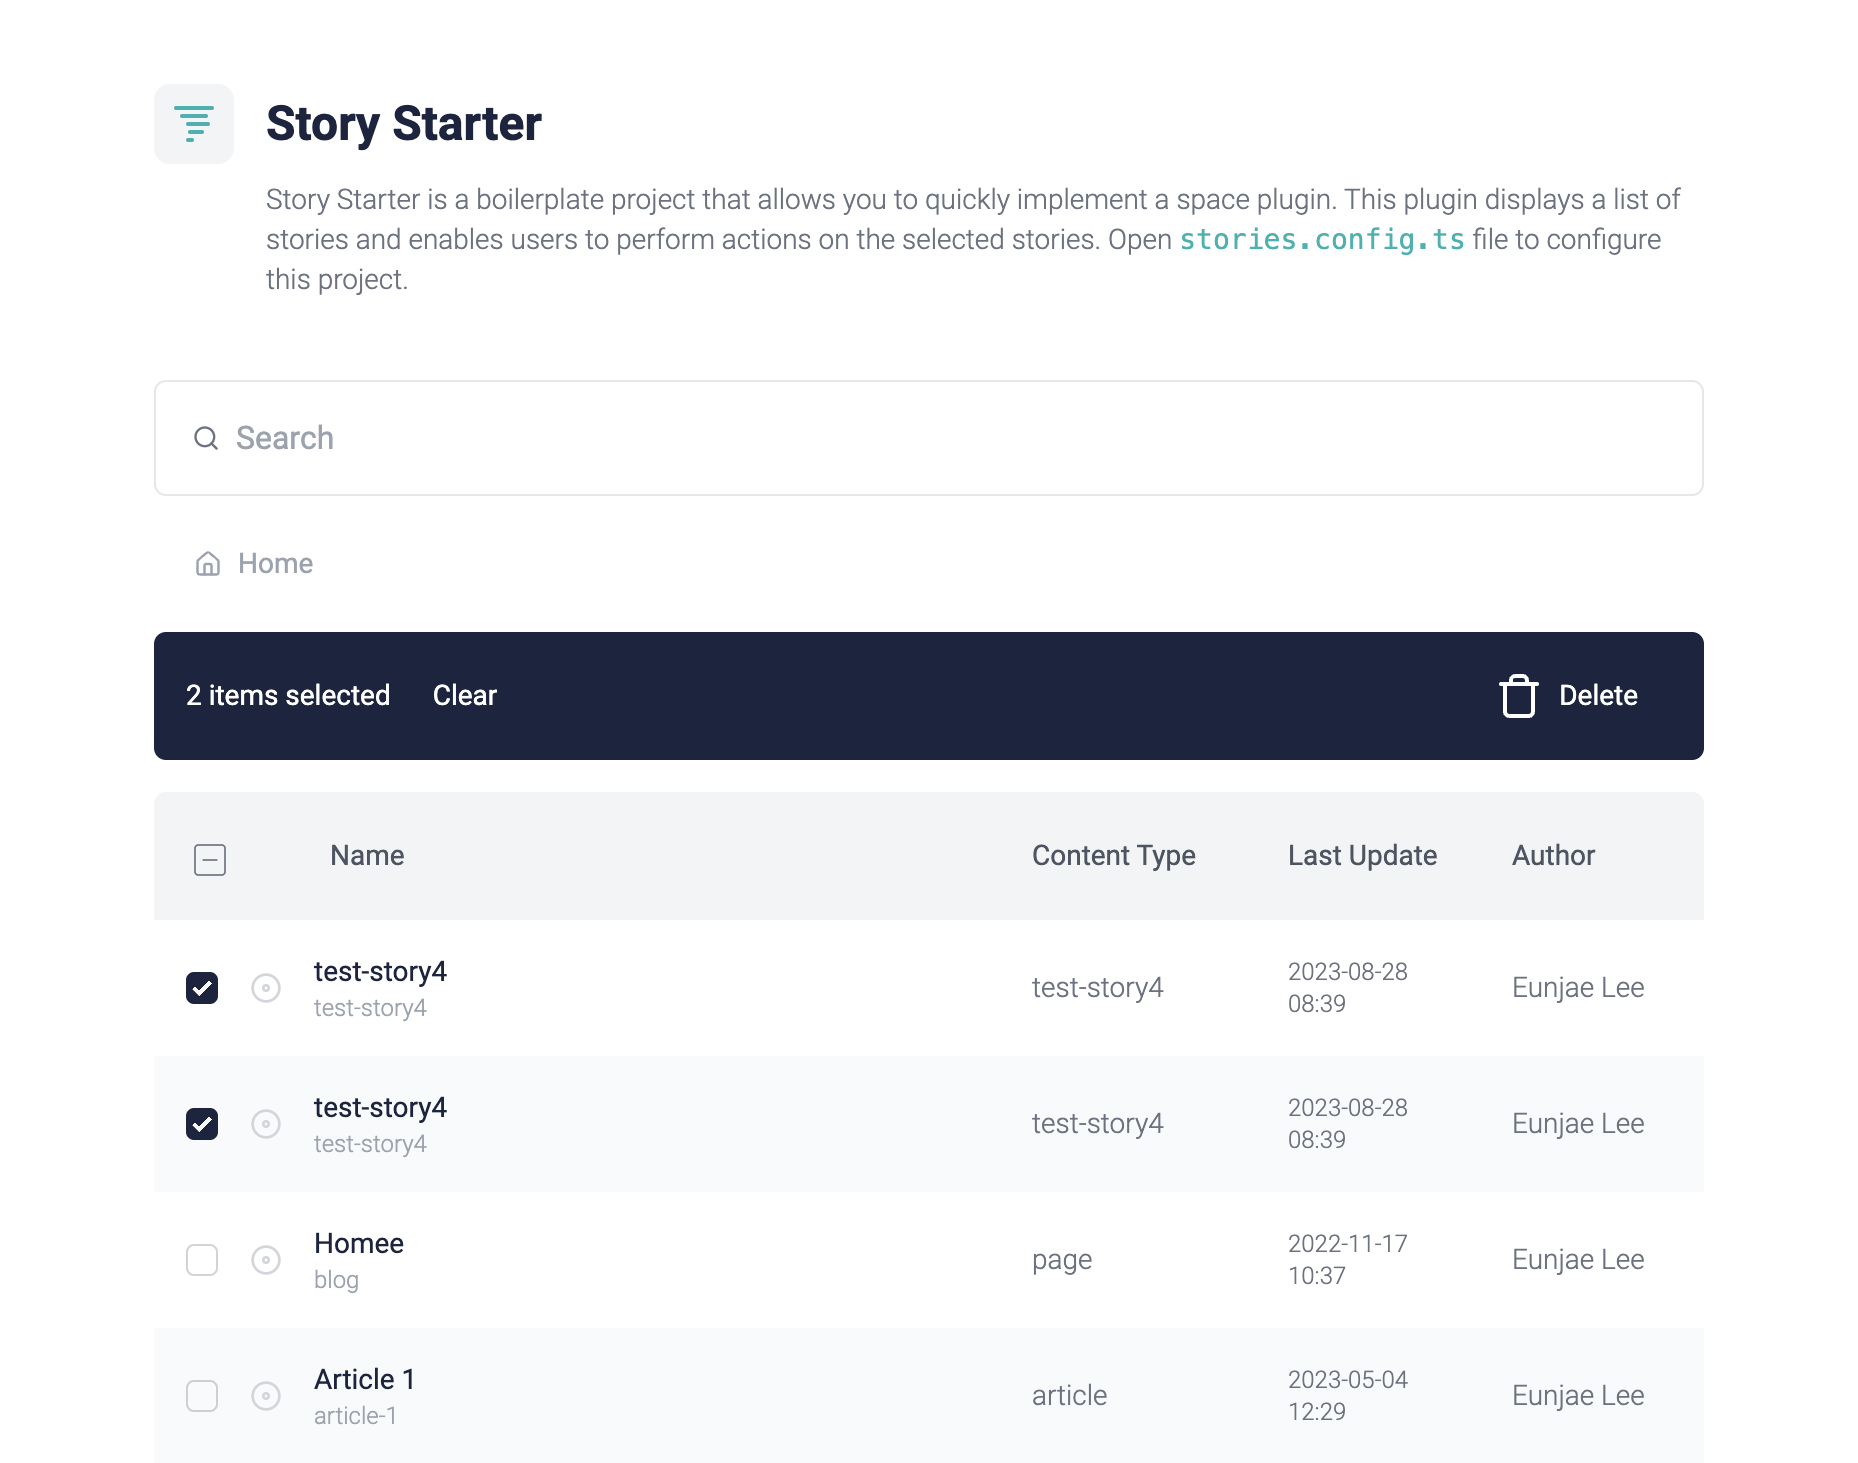 Story Starter
Story Starter is a boilerplate project that allows you to quickly implement a space plugin. This plugin displays a list of
stories and enables users to perform actions on the selected stories. Open stories.config.ts file to configure
this project.
Search
Home
2 items selected Clear Delete
Name Content Type Last Update Author
test-story4
test-story4
test-story4
2023-08-28
08:39
Eunjae Lee
test-story4
test-story4
test-story4
2023-08-28
08:39
Eunjae Lee
Homee
blog
page
2022-11-17
10:37
Eunjae Lee
Article 1
article-1
article
2023-05-04
12:29
Eunjae Lee